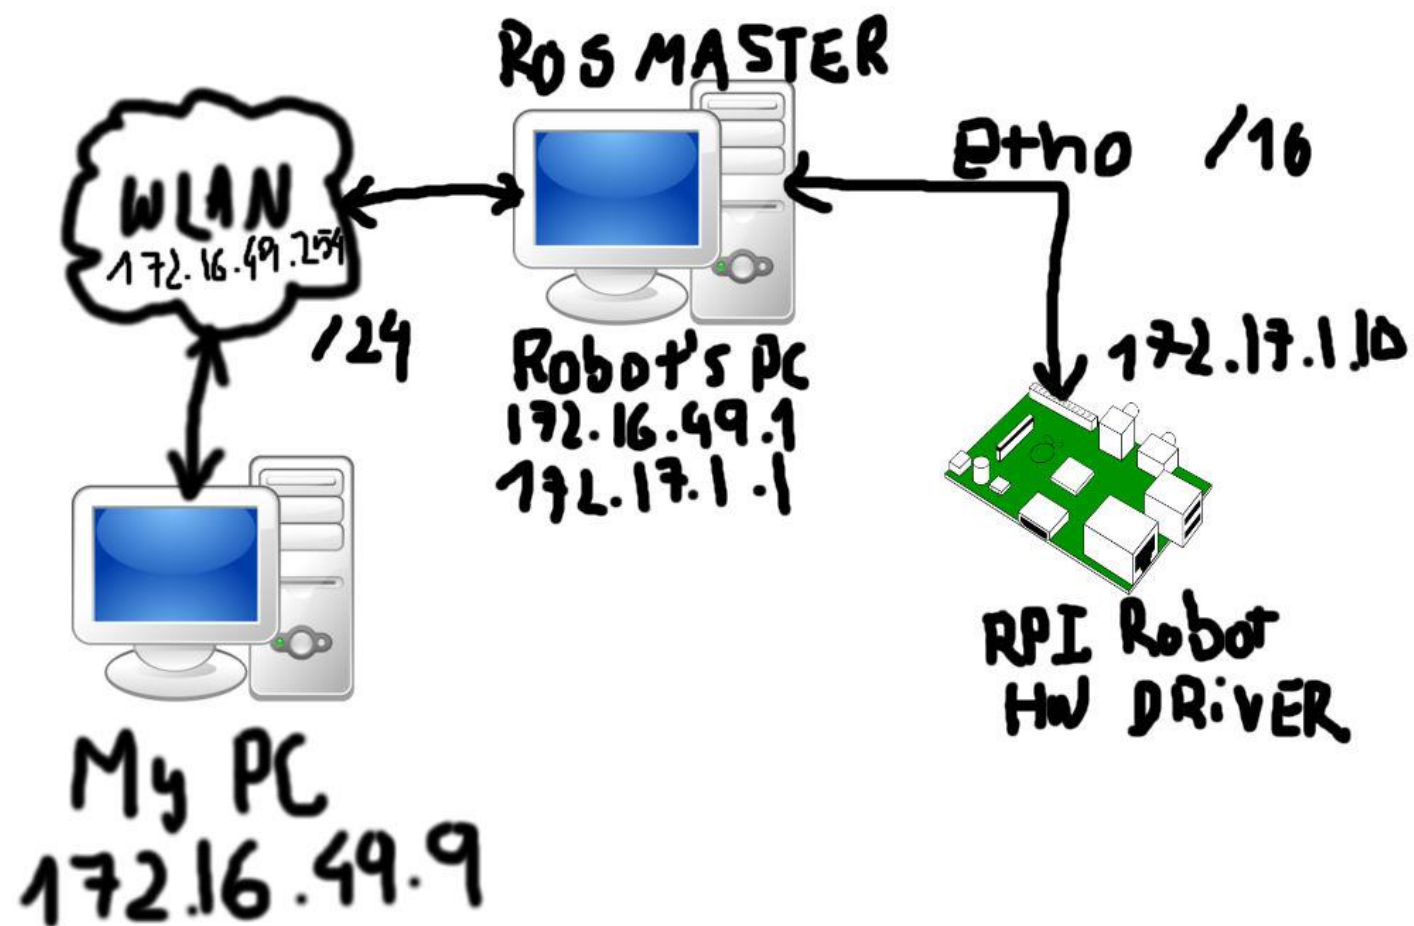 ROS MASTER
WLAN
172.16.49.254
/24
etho /16
Robot's PC
172.16.49.1
172.17.1.1
172.17.1.10
RPI Robot
HW DRiVER
My PC
172.16.49.9